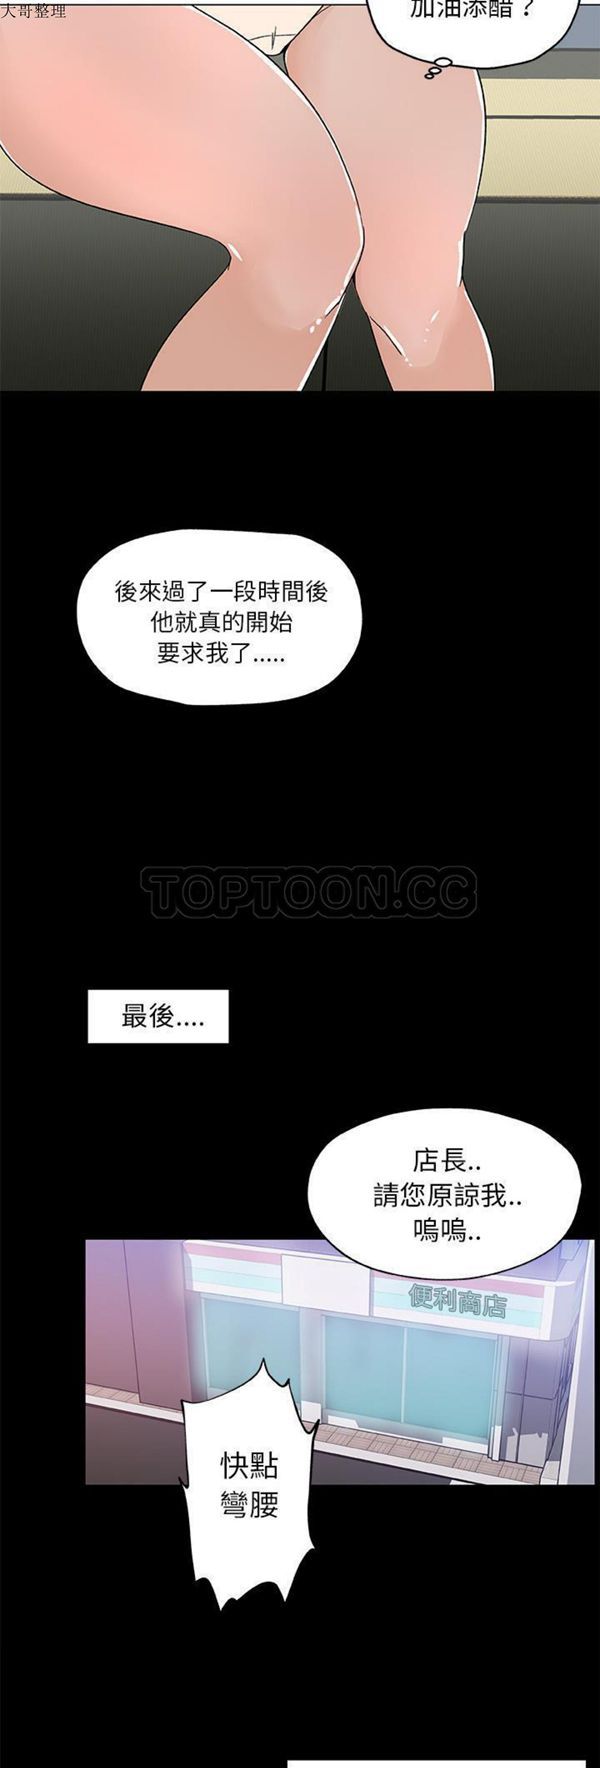 大哥整理
加油添醋？
後來過了一段時間後
他就真的開始
要求我了.....
TOPTOON.CC
最後....
店長..
請您原諒我..
嗚嗚..
便利商店
快點
彎腰